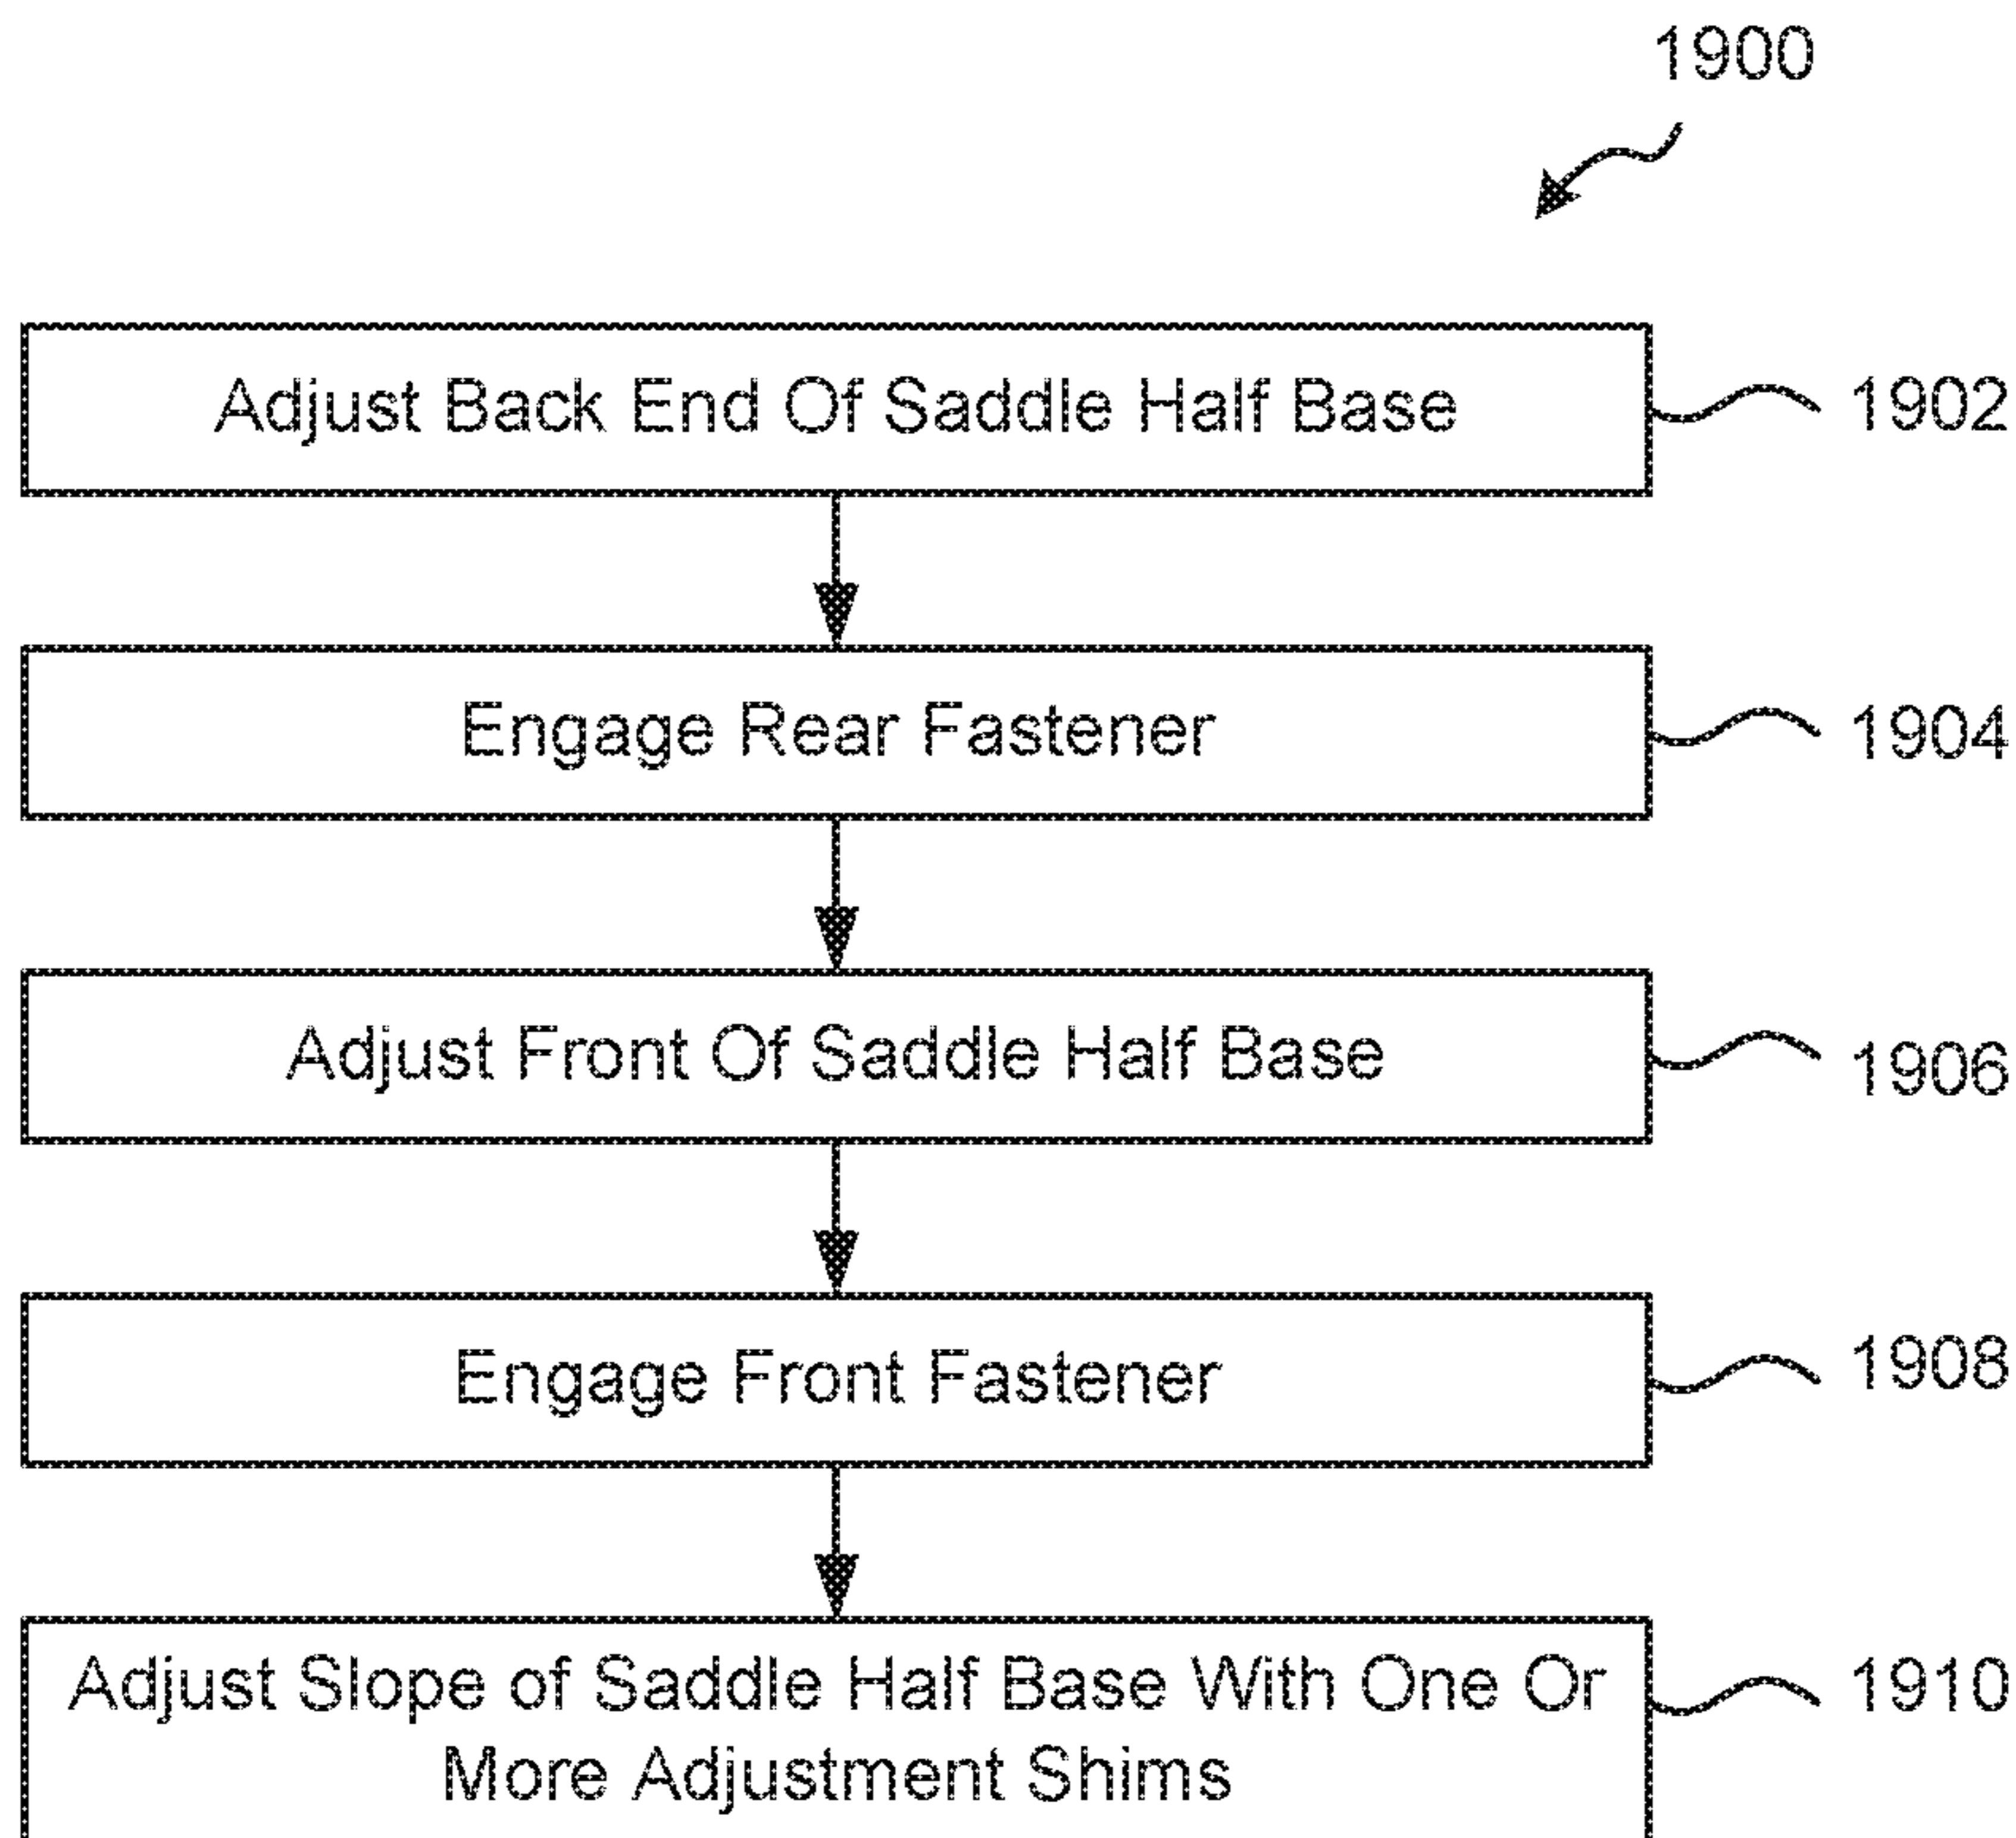 1900
Adjust Back End Of Saddle Half Base
1902
Engage Rear Fastener
1904
Adjust Front Of Saddle Half Base
1906
Engage Front Fastener
1908
Adjust Slope of Saddle Half Base With One Or
More Adjustment Shims
1910